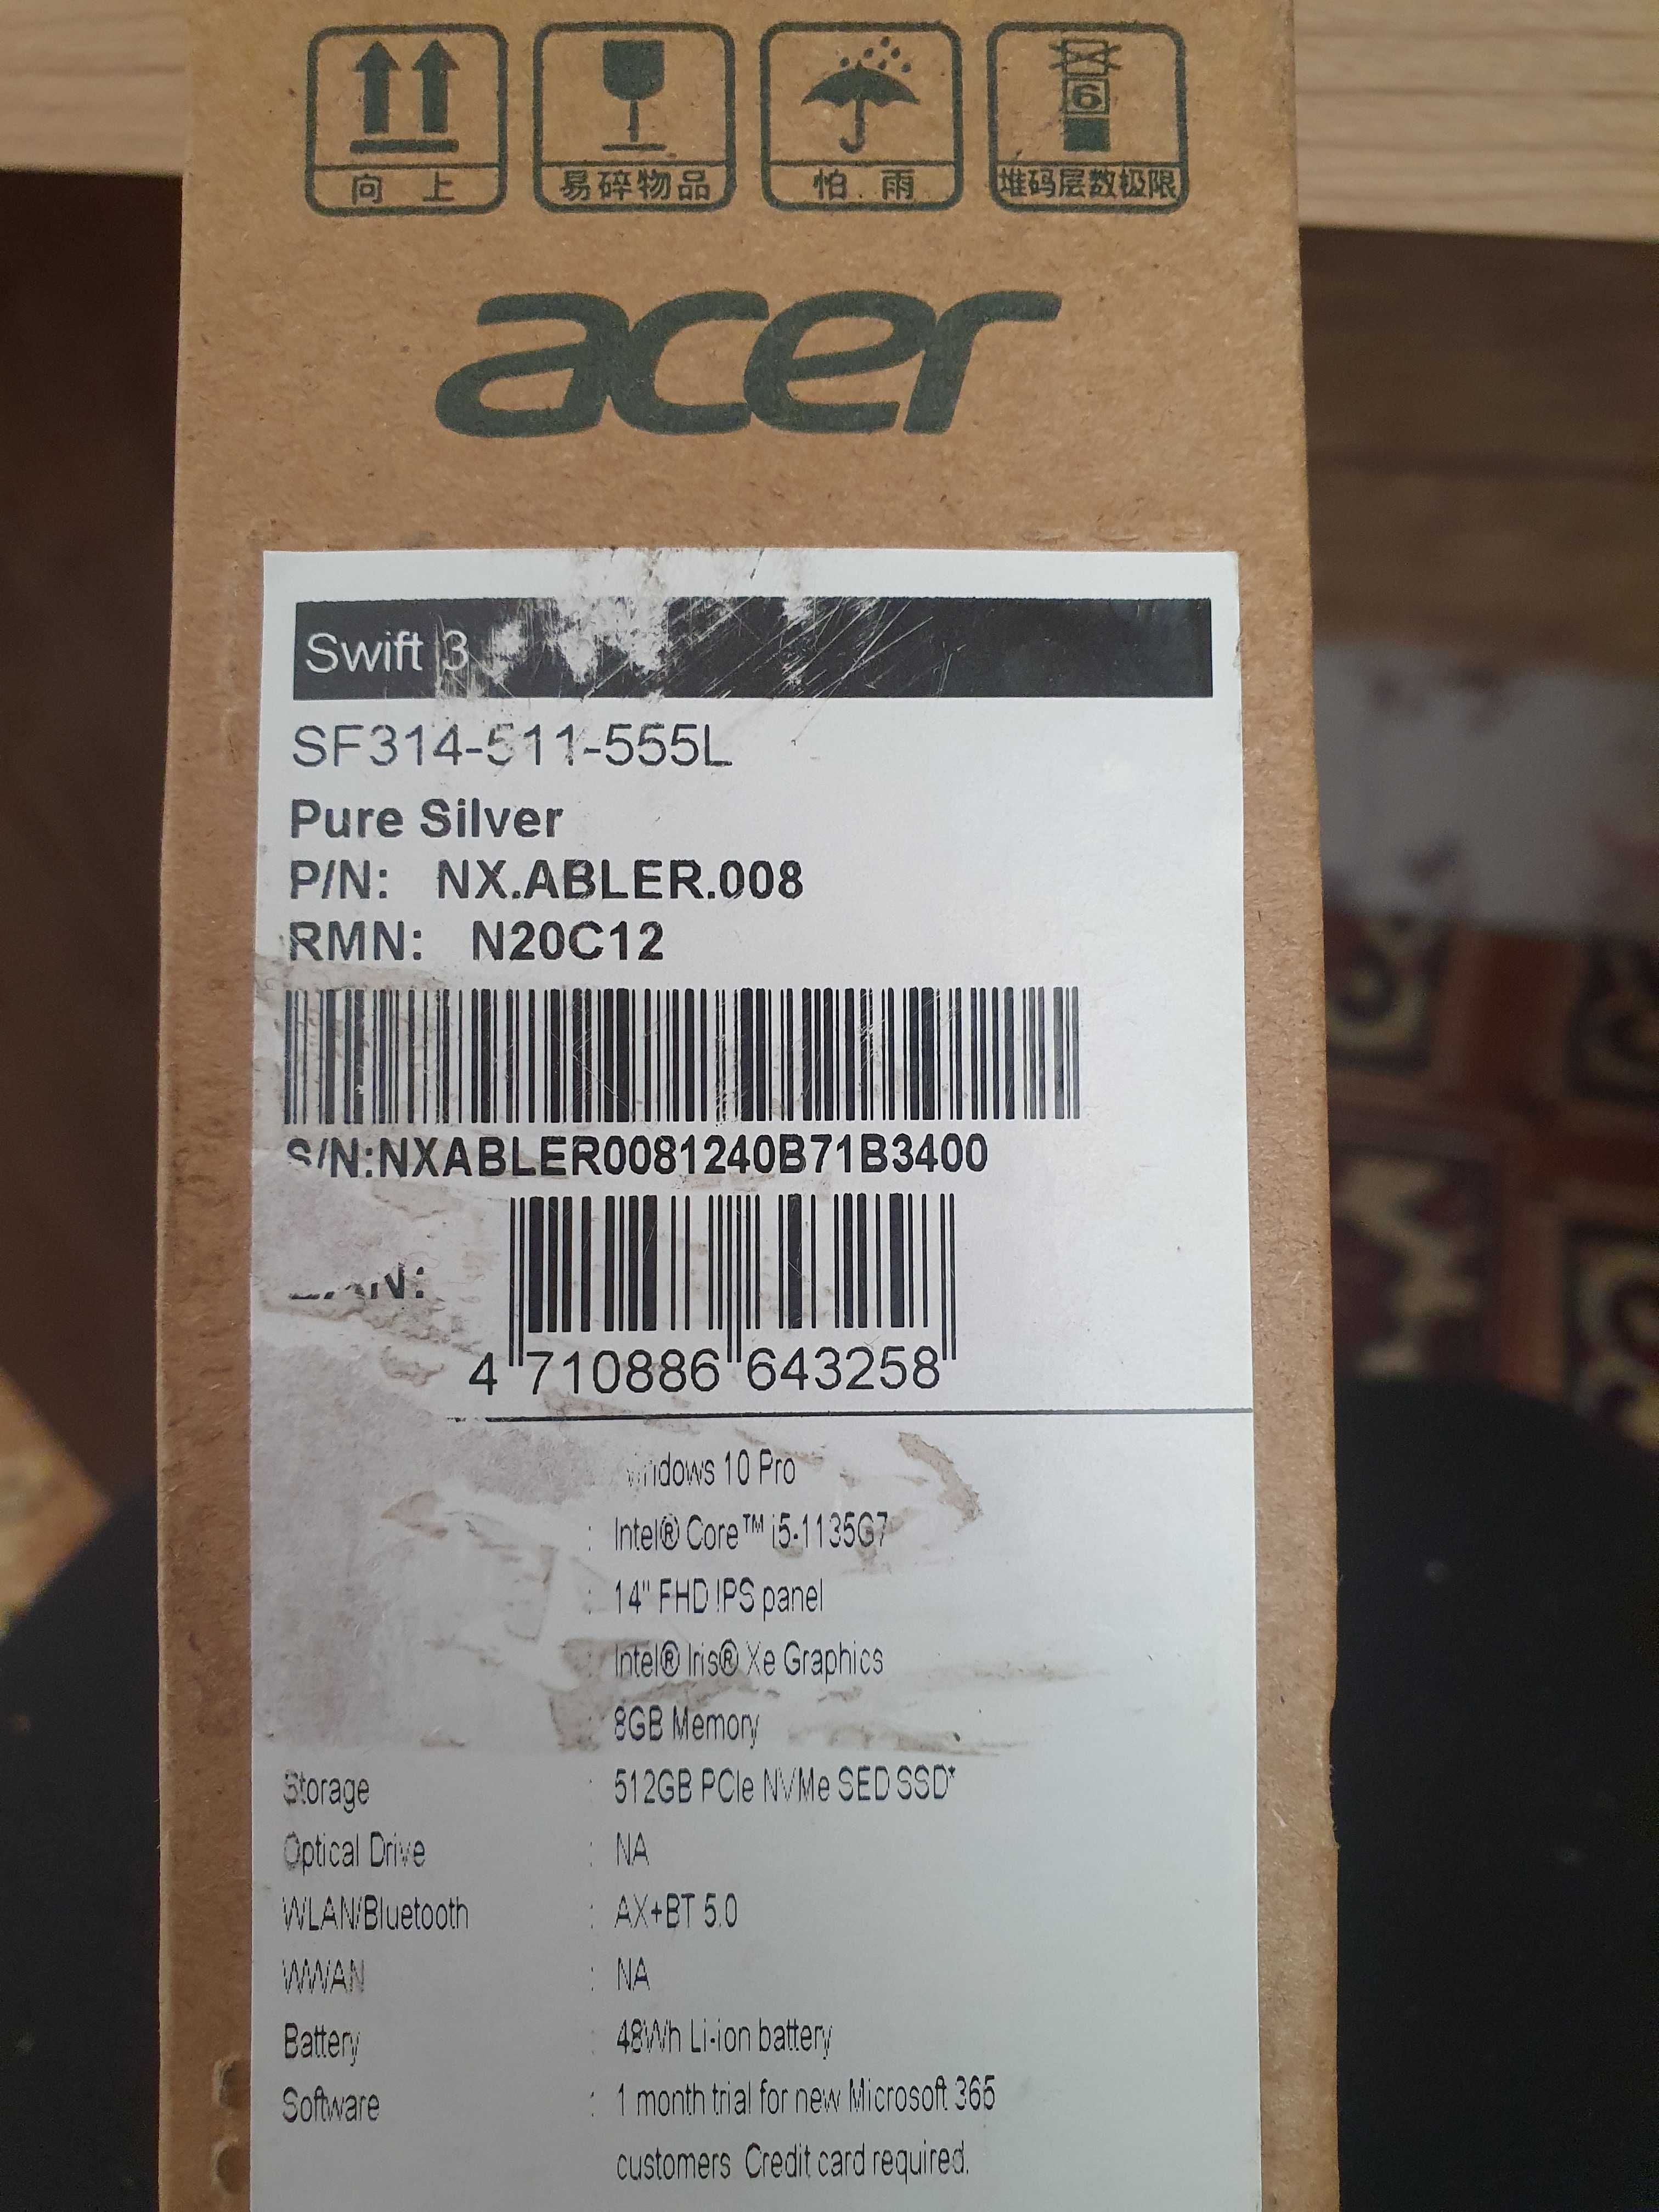 向 上
易碎物品
怕 雨
6
堆码层数极限
acer
Swift 3
SF314-511-555L
Pure Silver
P/N: NX.ABLER.008
RMN: N20C12
S/N:NXABLER0081240B71B3400
4 710886 643258
10 Pro
: Intel® Core™ i5-1135G7
: 14" FHD IPS panel
Intel® Iris® Xe Graphics
: 8GB Memory
Storage : 512GB PCIe NVMe SED SSD*
Optical Drive : NA
WLAN/Bluetooth : AX+BT 5.0
WWAN : NA
Battery : 48Wh Li-ion battery
Software : 1 month trial for new Microsoft 365
customers. Credit card required.